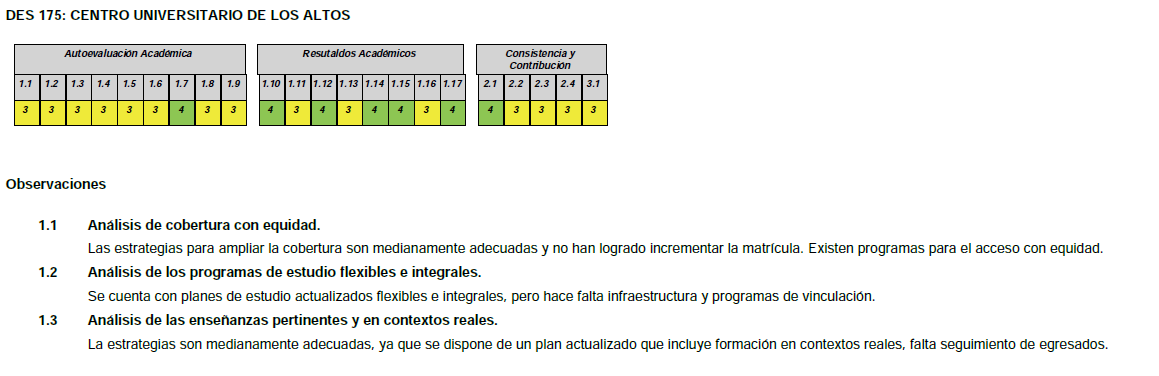 DES 175: CENTRO UNIVERSITARIO DE LOS ALTOS
Autoevaluación Académica
1.1 1.2 1.3 1.4 1.5 1.6 1.7 1.8 1.9
3 3 3 3 3 3 4 3 3
Resutaldos Académicos
1.10 1.11 1.12 1.13 1.14 1.15 1.16 1.17
4 3 4 3 4 4 3 4
Consistencia y
Contribución
2.1 2.2 2.3 2.4 3.1
4 3 3 3 3
Observaciones
1.1 Análisis de cobertura con equidad.
Las estrategias para ampliar la cobertura son medianamente adecuadas y no han logrado incrementar la matrícula. Existen programas para el acceso con equidad.
1.2 Análisis de los programas de estudio flexibles e integrales.
Se cuenta con planes de estudio actualizados flexibles e integrales, pero hace falta infraestructura y programas de vinculación.
1.3 Análisis de las enseñanzas pertinentes y en contextos reales.
La estrategias son medianamente adecuadas, ya que se dispone de un plan actualizado que incluye formación en contextos reales, falta seguimiento de egresados.